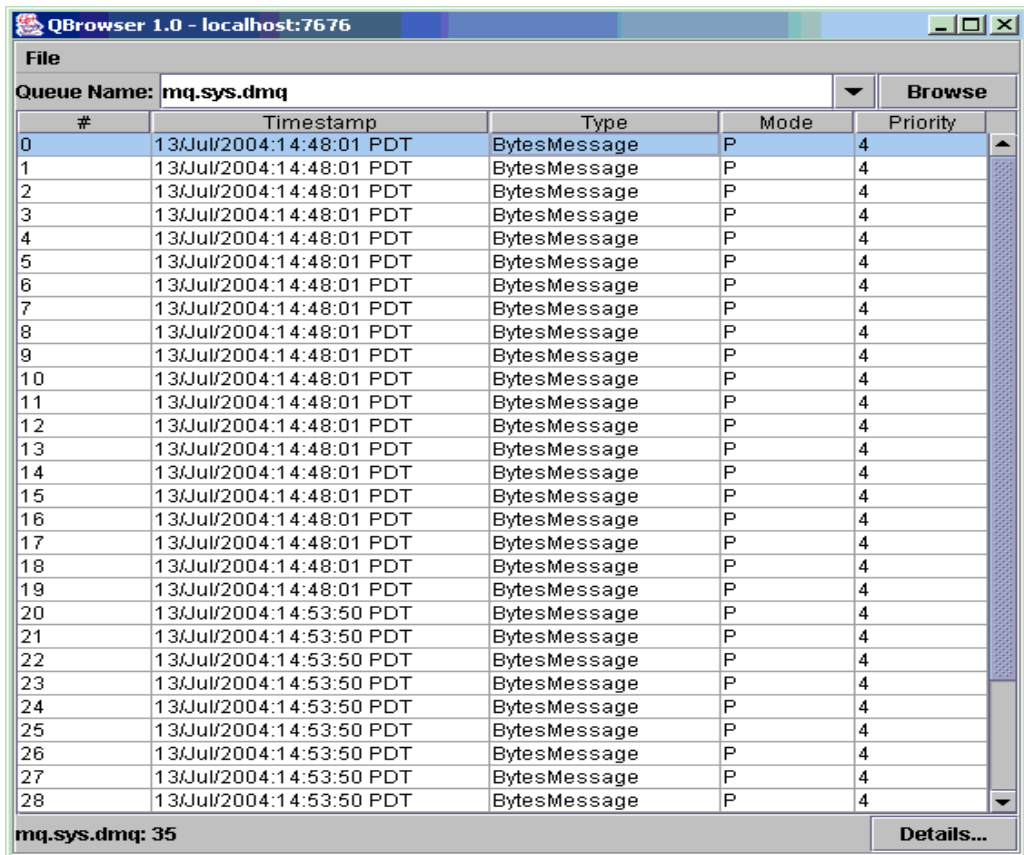 QBrowser 1.0 - localhost:7676
File
Queue Name: mq.sys.dmq Browse
# Timestamp Type Mode Priority
0 13/Jul/2004:14:48:01 PDT BytesMessage P 4
1 13/Jul/2004:14:48:01 PDT BytesMessage P 4
2 13/Jul/2004:14:48:01 PDT BytesMessage P 4
3 13/Jul/2004:14:48:01 PDT BytesMessage P 4
4 13/Jul/2004:14:48:01 PDT BytesMessage P 4
5 13/Jul/2004:14:48:01 PDT BytesMessage P 4
6 13/Jul/2004:14:48:01 PDT BytesMessage P 4
7 13/Jul/2004:14:48:01 PDT BytesMessage P 4
8 13/Jul/2004:14:48:01 PDT BytesMessage P 4
9 13/Jul/2004:14:48:01 PDT BytesMessage P 4
10 13/Jul/2004:14:48:01 PDT BytesMessage P 4
11 13/Jul/2004:14:48:01 PDT BytesMessage P 4
12 13/Jul/2004:14:48:01 PDT BytesMessage P 4
13 13/Jul/2004:14:48:01 PDT BytesMessage P 4
14 13/Jul/2004:14:48:01 PDT BytesMessage P 4
15 13/Jul/2004:14:48:01 PDT BytesMessage P 4
16 13/Jul/2004:14:48:01 PDT BytesMessage P 4
17 13/Jul/2004:14:48:01 PDT BytesMessage P 4
18 13/Jul/2004:14:48:01 PDT BytesMessage P 4
19 13/Jul/2004:14:48:01 PDT BytesMessage P 4
20 13/Jul/2004:14:53:50 PDT BytesMessage P 4
21 13/Jul/2004:14:53:50 PDT BytesMessage P 4
22 13/Jul/2004:14:53:50 PDT BytesMessage P 4
23 13/Jul/2004:14:53:50 PDT BytesMessage P 4
24 13/Jul/2004:14:53:50 PDT BytesMessage P 4
25 13/Jul/2004:14:53:50 PDT BytesMessage P 4
26 13/Jul/2004:14:53:50 PDT BytesMessage P 4
27 13/Jul/2004:14:53:50 PDT BytesMessage P 4
28 13/Jul/2004:14:53:50 PDT BytesMessage P 4
mq.sys.dmq: 35 Details...